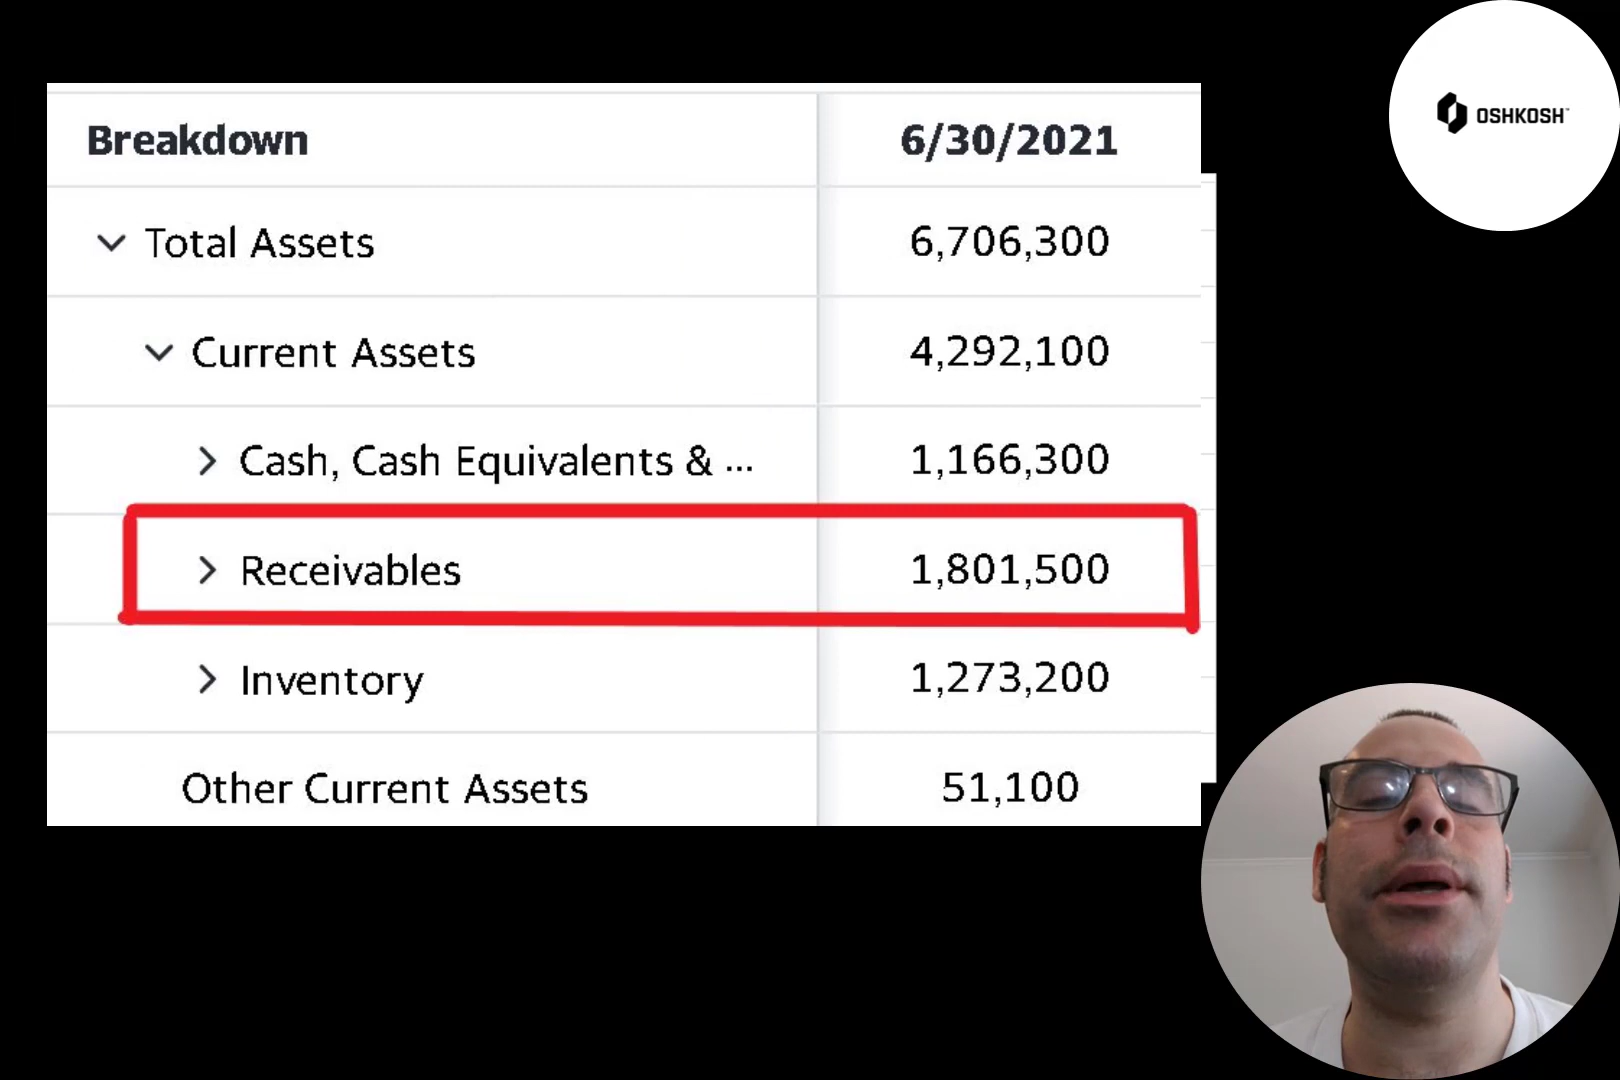 OSHKOSH™
Breakdown 6/30/2021
Total Assets 6,706,300
Current Assets 4,292,100
Cash, Cash Equivalents & ... 1,166,300
Receivables 1,801,500
Inventory 1,273,200
Other Current Assets 51,100